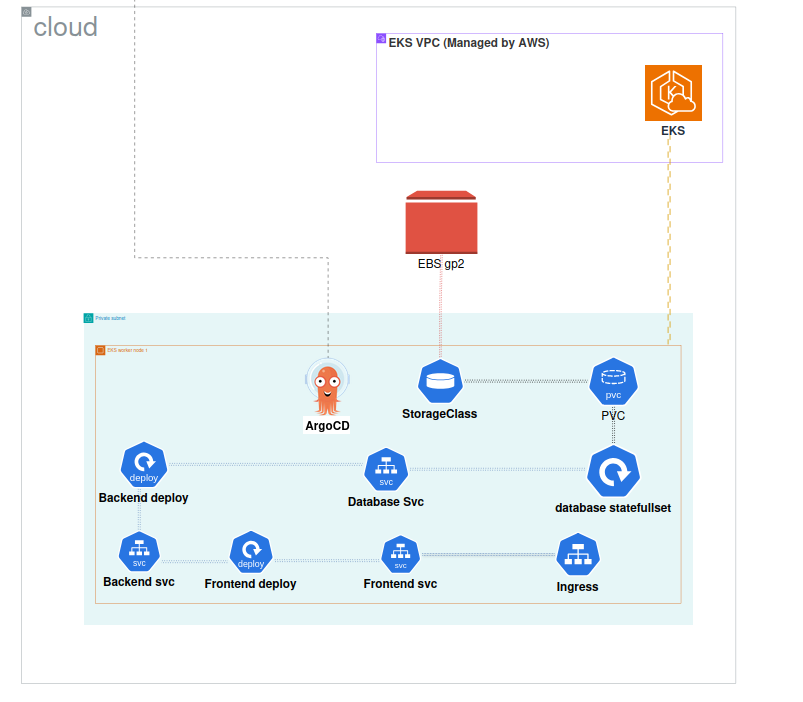 cloud
EKS VPC (Managed by AWS)
EKS
EBS gp2
Private subnet
EKS worker node 1
ArgoCD
StorageClass
pvc
PVC
deploy
Backend deploy
svc
Database Svc
database statefullset
svc
Backend svc
deploy
Frontend deploy
svc
Frontend svc
Ingress